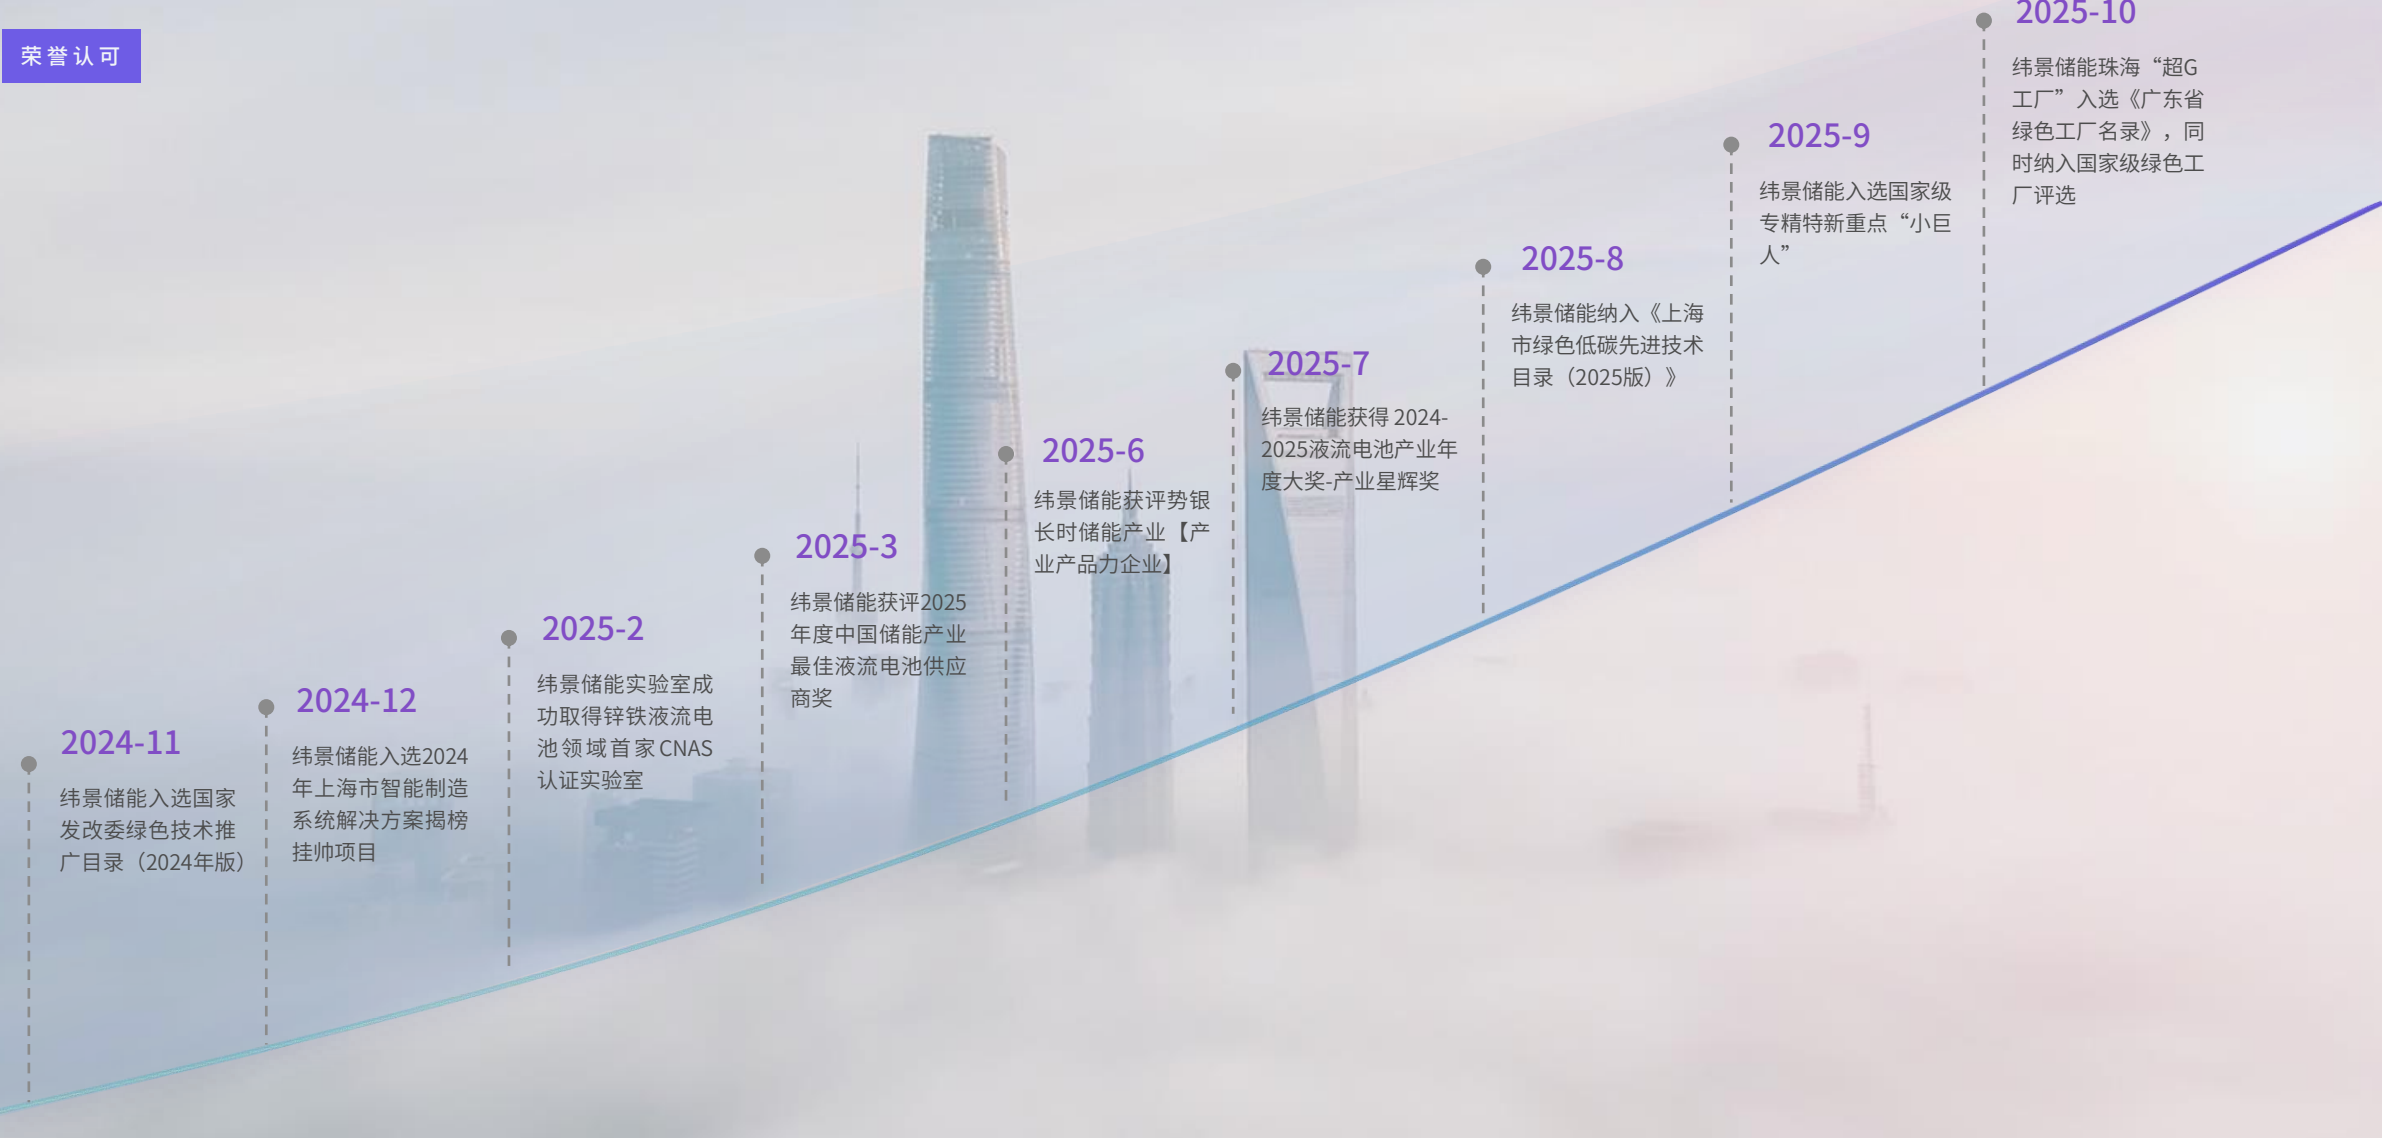 荣誉认可
2024-11
纬景储能入选国家
发改委绿色技术推
广目录（2024年版）
2024-12
纬景储能入选2024
年上海市智能制造
系统解决方案揭榜
挂帅项目
2025-2
纬景储能实验室成
功取得锌铁液流电
池领域首家CNAS
认证实验室
2025-3
纬景储能获评2025
年度中国储能产业
最佳液流电池供应
商奖
2025-6
纬景储能获评势银
长时储能产业【产
业产品力企业】
2025-7
纬景储能获得 2024-
2025液流电池产业年
度大奖-产业星辉奖
2025-8
纬景储能纳入《上海
市绿色低碳先进技术
目录（2025版）》
2025-9
纬景储能入选国家级
专精特新重点“小巨
人”
2025-10
纬景储能珠海“超G
工厂”入选《广东省
绿色工厂名录》，同
时纳入国家级绿色工
厂评选